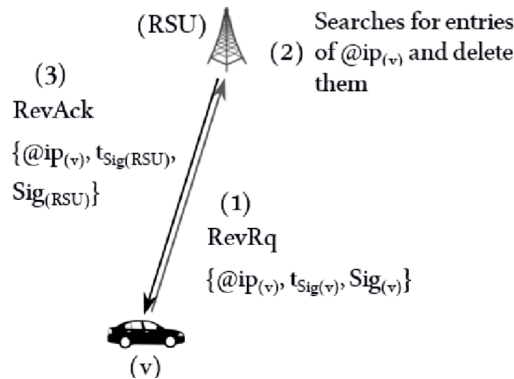 (RSU)
(2) Searches for entries
of @ip(v) and delete
them
(3)
RevAck
{@ip(v), tSig(RSU),
Sig(RSU)}
(1)
RevRq
{@ip(v), tSig(v), Sig(v)}
(v)